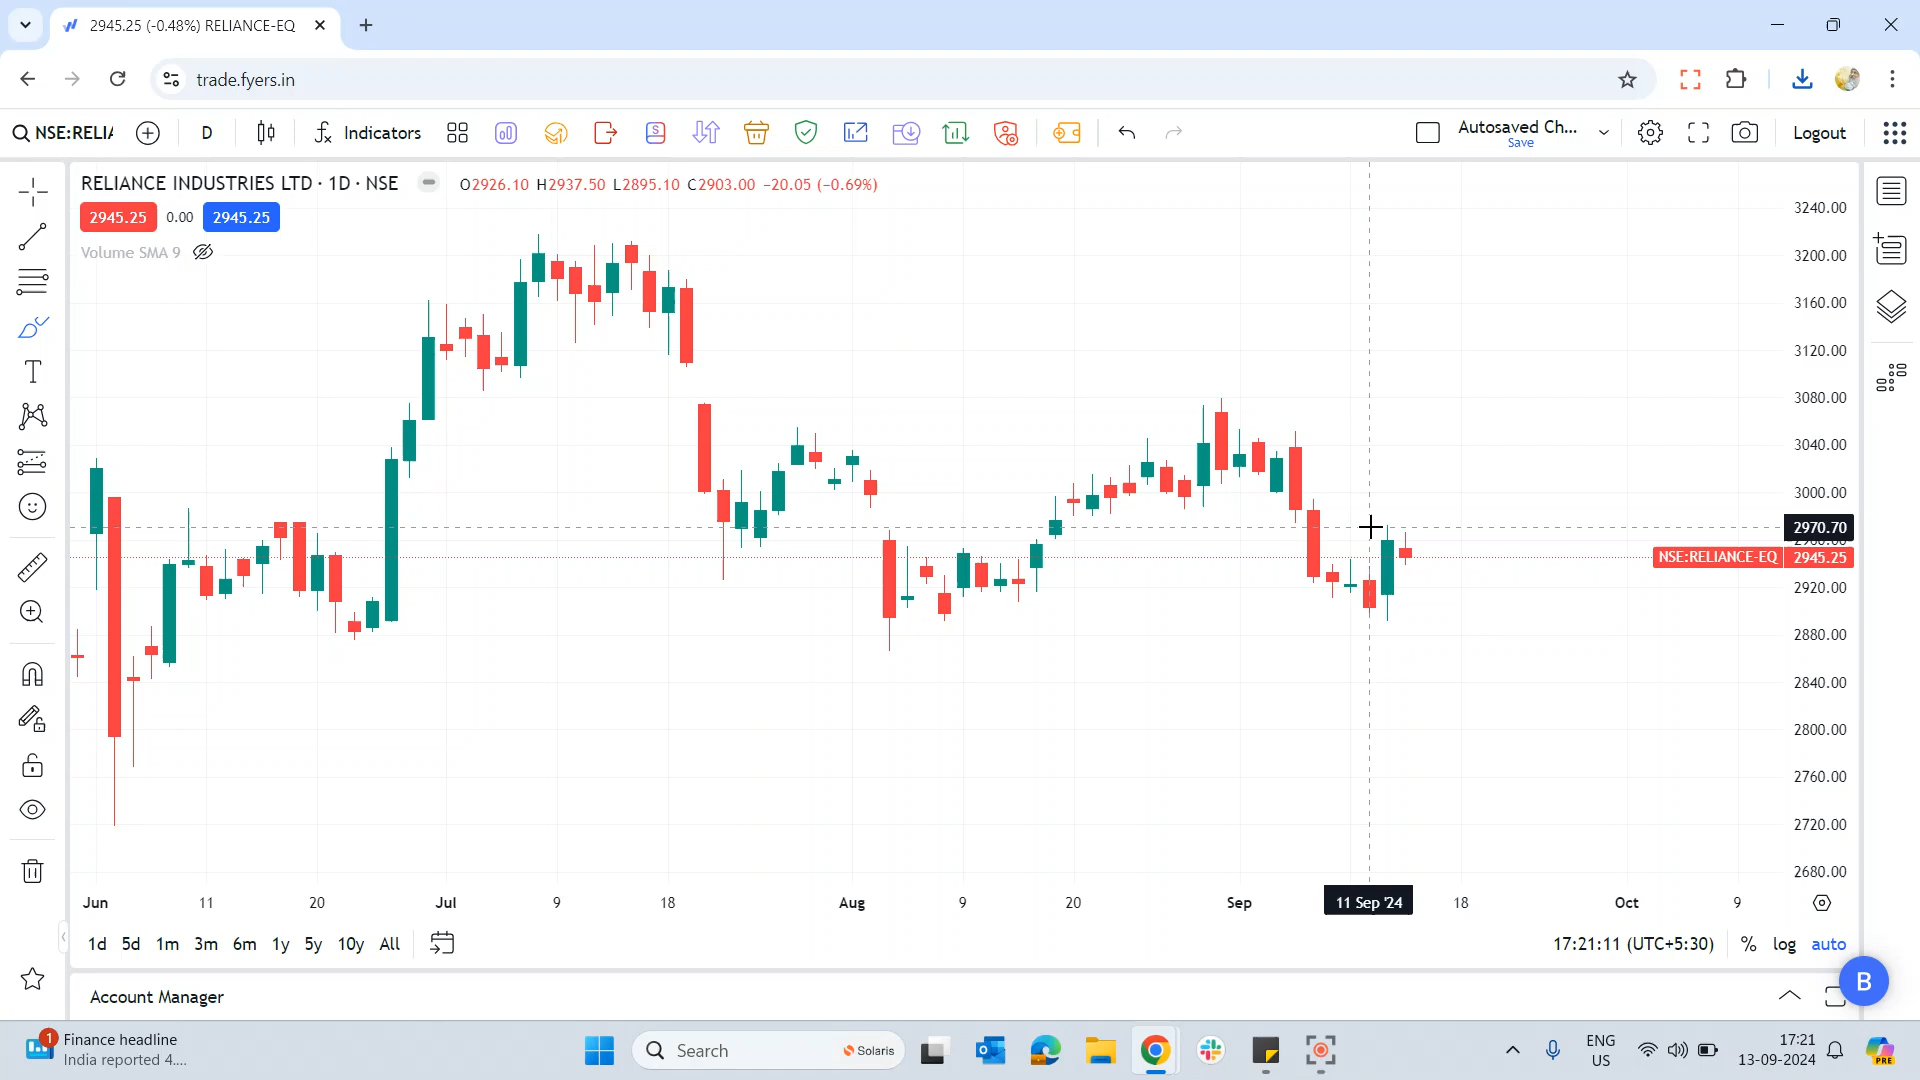 2945.25 (-0.48%) RELIANCE-EQ
trade.fyers.in
NSE:RELIA
D
Indicators
Autosaved Ch...
Save
Logout
RELIANCE INDUSTRIES LTD · 1D · NSE
O2926.10 H2937.50 L2895.10 C2903.00 −20.05 (−0.69%)
2945.25 0.00 2945.25
Volume SMA 9
3240.00
3200.00
3160.00
3120.00
3080.00
3040.00
3000.00
2970.70
2960.00
NSE:RELIANCE-EQ 2945.25
2920.00
2880.00
2840.00
2800.00
2760.00
2720.00
2680.00
Jun 11 20 Jul 9 18 Aug 9 20 Sep 11 Sep '24 18 Oct 9
1d 5d 1m 3m 6m 1y 5y 10y All
17:21:11 (UTC+5:30) % log auto
B
Account Manager
1
Finance headline
India reported 4....
Search
Solaris
ENG
US
17:21
13-09-2024
PRE